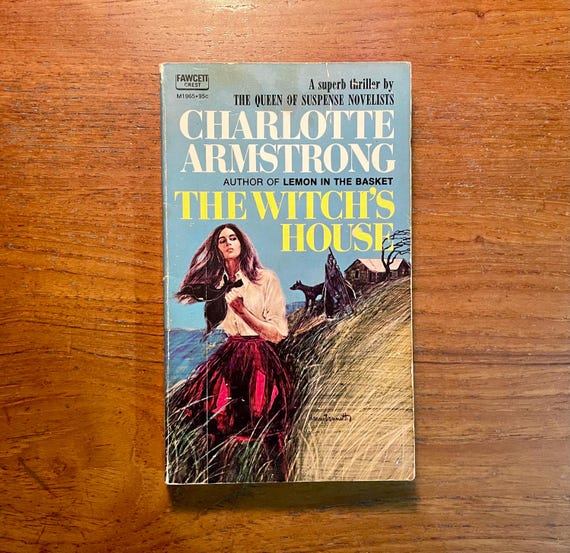 FAWCETT
CREST
M1965•95c
A superb thriller by
THE QUEEN OF SUSPENSE NOVELISTS
CHARLOTTE
ARMSTRONG
AUTHOR OF LEMON IN THE BASKET
THE WITCH'S
HOUSE